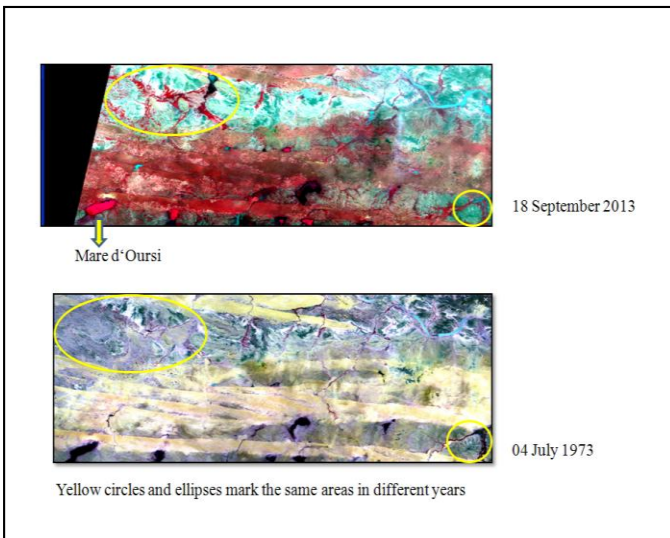 18 September 2013
Mare d‘Oursi
04 July 1973
Yellow circles and ellipses mark the same areas in different years